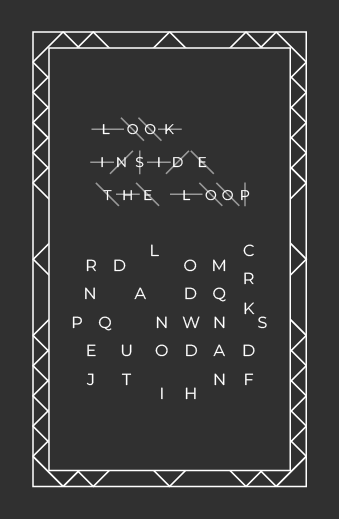 LOOK
INSIDE
THE LOOP
L C
R D O M
R
N A D Q
K
P Q N W N S
E U O D A D
J T N F
I H